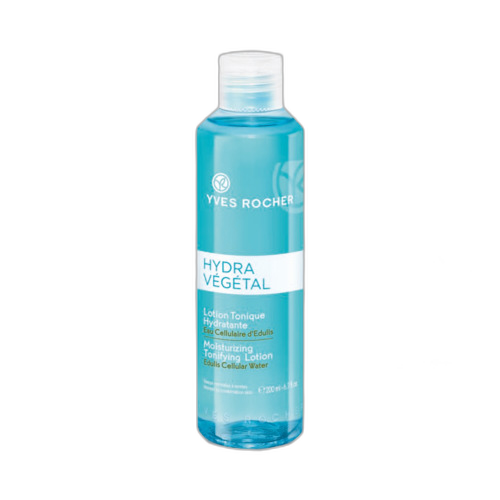 YVES ROCHER
HYDRA
VÉGÉTAL
Lotion Tonique
Hydratante
Eau Cellulaire d'Edulis
Moisturizing
Tonifying Lotion
Edulis Cellular Water